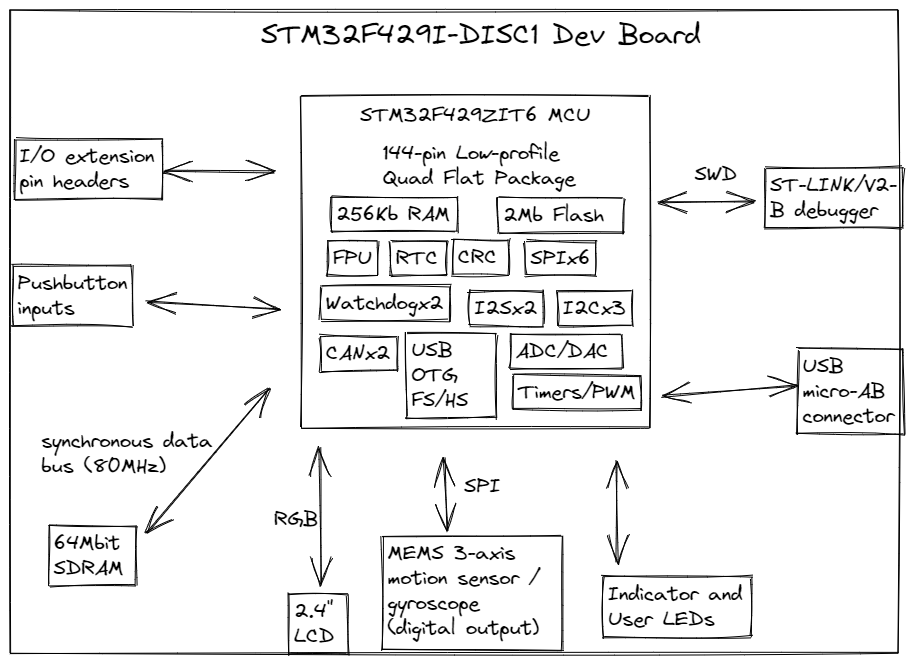 STM32F429I-DISC1 Dev Board
STM32F429ZIT6 MCU
144-pin Low-profile
Quad Flat Package
256Kb RAM
2Mb Flash
FPU
RTC
CRC
SPIx6
Watchdogx2
I2Sx2
I2Cx3
CANx2
USB
OTG
FS/HS
ADC/DAC
Timers/PWM
I/O extension
pin headers
Pushbutton
inputs
synchronous data
bus (80MHz)
64Mbit
SDRAM
RGB
2.4"
LCD
SPI
MEMS 3-axis
motion sensor /
gyroscope
(digital output)
Indicator and
User LEDs
SWD
ST-LINK/V2-
B debugger
USB
micro-AB
connector